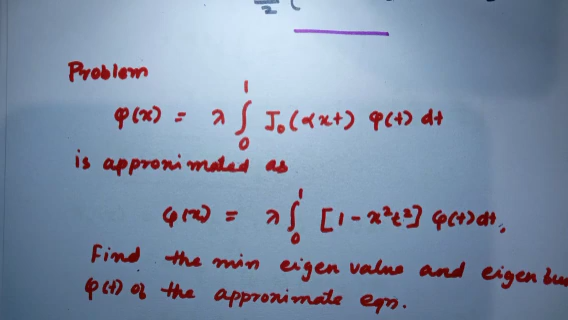 Problem
φ(x) = λ ∫₀¹ J₀(αxt) φ(t) dt
is approximated as
φ(x) = λ ∫₀¹ [1 - x²t²] φ(t) dt,
Find the min eigen value and eigen
φ(t) of the approximate eqn.